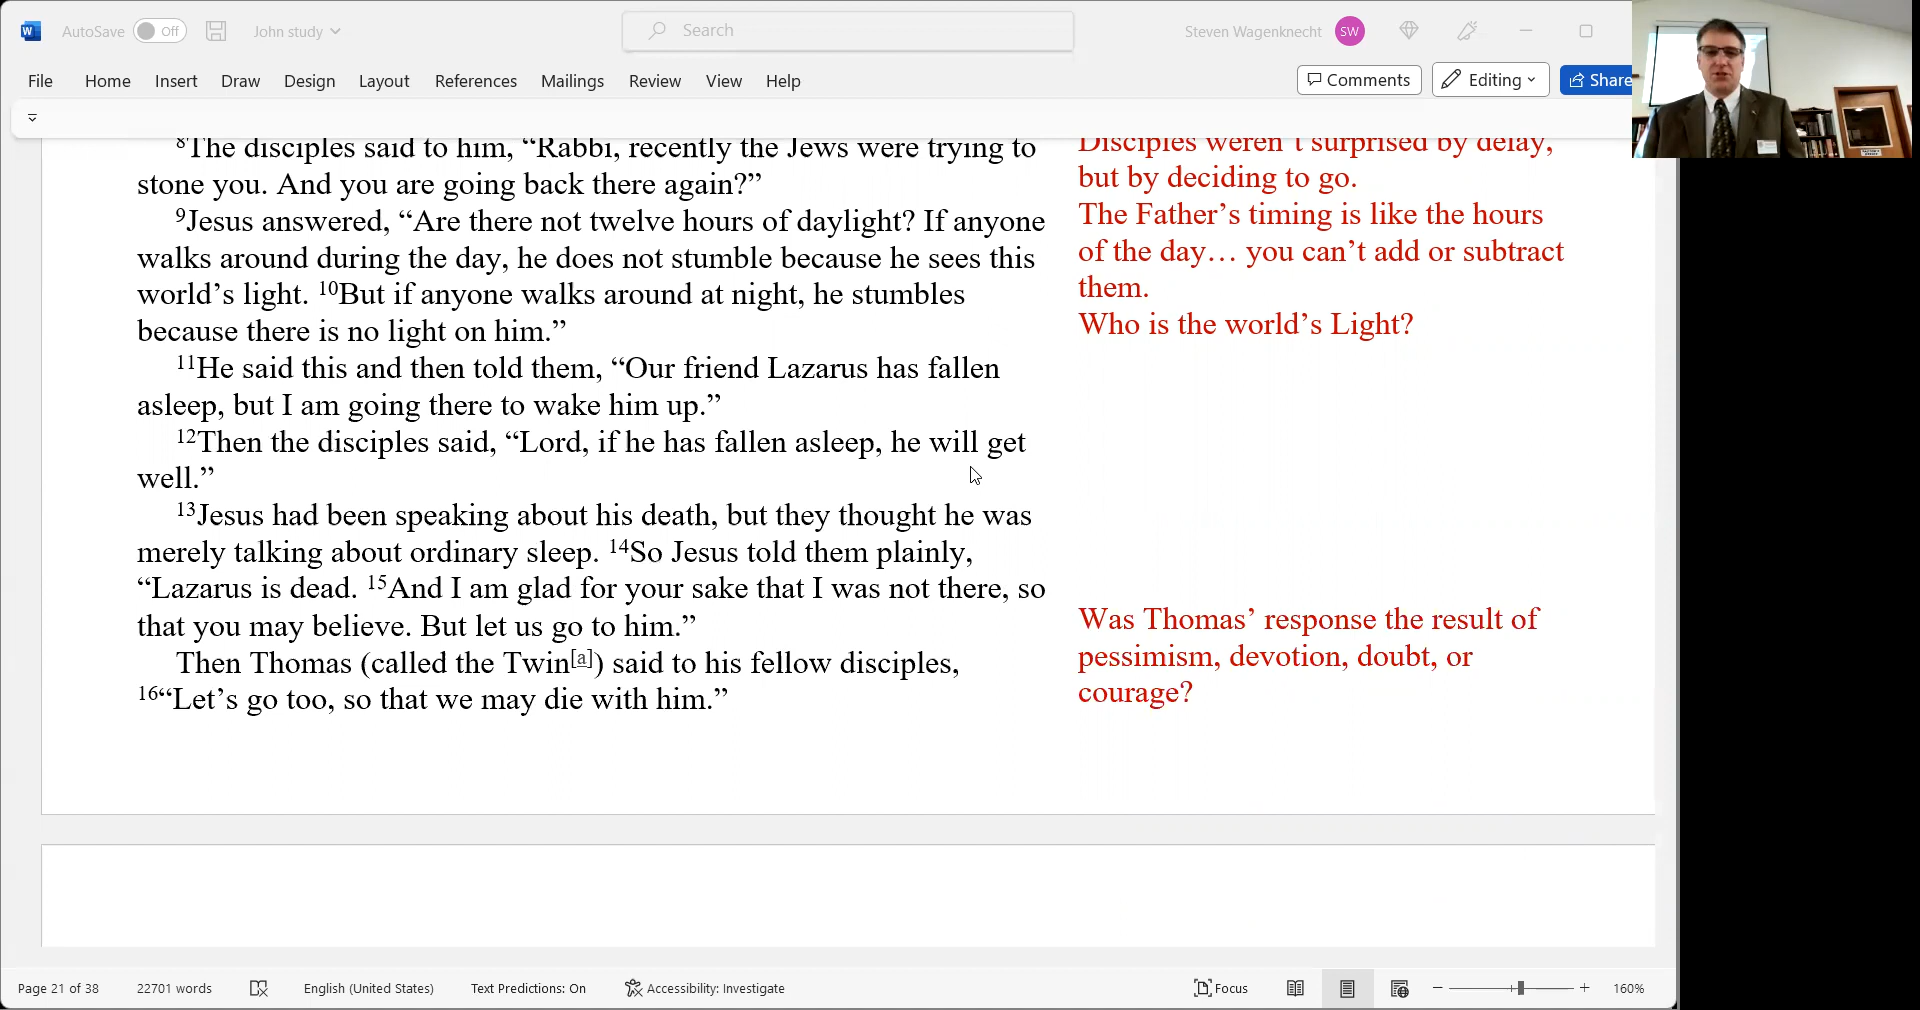 AutoSave Off John study Search Steven Wagenknecht SW
File Home Insert Draw Design Layout References Mailings Review View Help Comments Editing Share
8The disciples said to him, “Rabbi, recently the Jews were trying to
stone you. And you are going back there again?”
9Jesus answered, “Are there not twelve hours of daylight? If anyone
walks around during the day, he does not stumble because he sees this
world’s light. 10But if anyone walks around at night, he stumbles
because there is no light on him.”
11He said this and then told them, “Our friend Lazarus has fallen
asleep, but I am going there to wake him up.”
12Then the disciples said, “Lord, if he has fallen asleep, he will get
well.”
13Jesus had been speaking about his death, but they thought he was
merely talking about ordinary sleep. 14So Jesus told them plainly,
“Lazarus is dead. 15And I am glad for your sake that I was not there, so
that you may believe. But let us go to him.”
Then Thomas (called the Twin[a]) said to his fellow disciples,
16“Let’s go too, so that we may die with him.”
Disciples weren’t surprised by delay,
but by deciding to go.
The Father’s timing is like the hours
of the day… you can’t add or subtract
them.
Who is the world’s Light?
Was Thomas’ response the result of
pessimism, devotion, doubt, or
courage?
Page 21 of 38 22701 words English (United States) Text Predictions: On Accessibility: Investigate Focus 160%